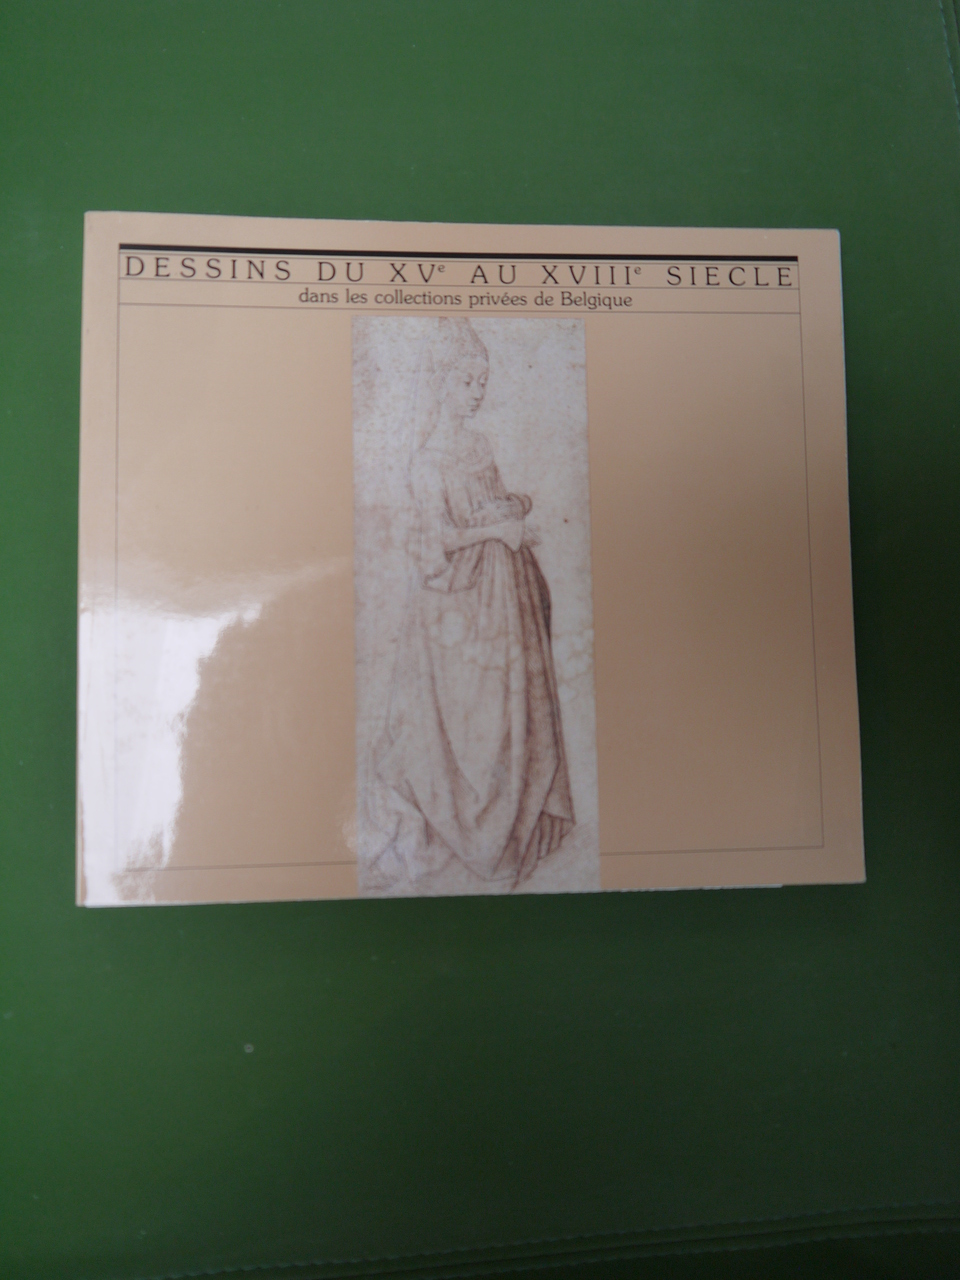 DESSINS DU XVe AU XVIIIe SIECLE
dans les collections privées de Belgique